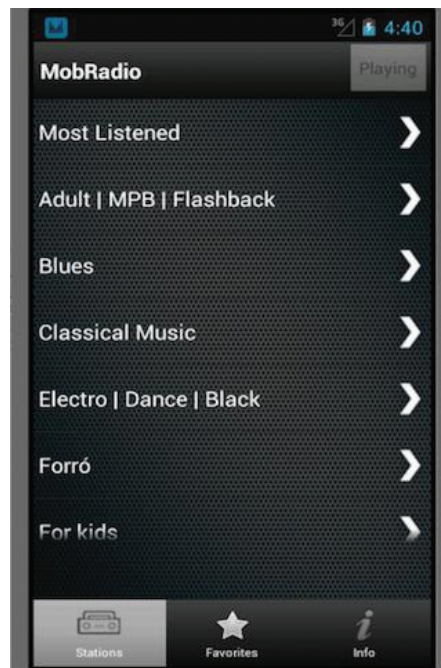 3G 4:40
MobRadio Playing
Most Listened
Adult | MPB | Flashback
Blues
Classical Music
Electro | Dance | Black
Forró
For kids
Stations Favorites Info